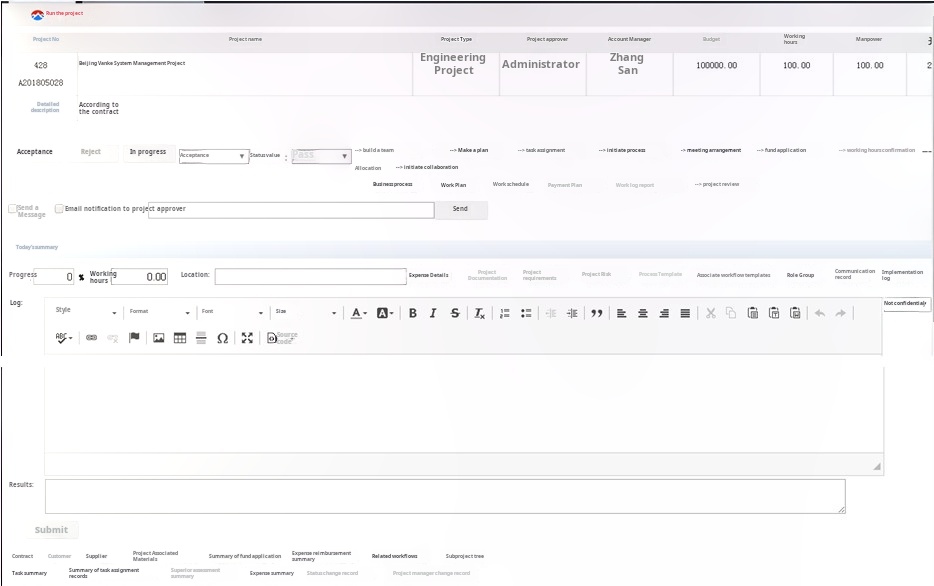 Run the project
Project No Project name Project Type Project approver Account Manager Budget Working hours Manpower
428 Beijing Vanke System Management Project Engineering Project Administrator Zhang San 100000.00 100.00 100.00 2
A201805028
Detailed description According to the contract
Acceptance Reject In progress Acceptance Status value : Pass --> build a team --> Make a plan --> task assignment --> initiate process --> meeting arrangement --> fund application --> working hours confirmation
Allocation --> initiate collaboration
Business process Work Plan Work schedule Payment Plan Work log report --> project review
Send a Message Email notification to project approver Send
Today's summary
Progress: 0 % Working hours 0.00 Location: Expense Details Project Documentation Project requirements Project Risk Process Template Associate workflow templates Role Group Communication record Implementation log
Log: Not confidential
Style Format Font Size A A B I S Tx
ABC Ω Source code
Results:
Submit
Contract Customer Supplier Project Associated Materials Summary of fund application Expense reimbursement summary Related workflows Subproject tree
Task summary Summary of task assignment records Superior assessment summary Expense summary Status change record Project manager change record